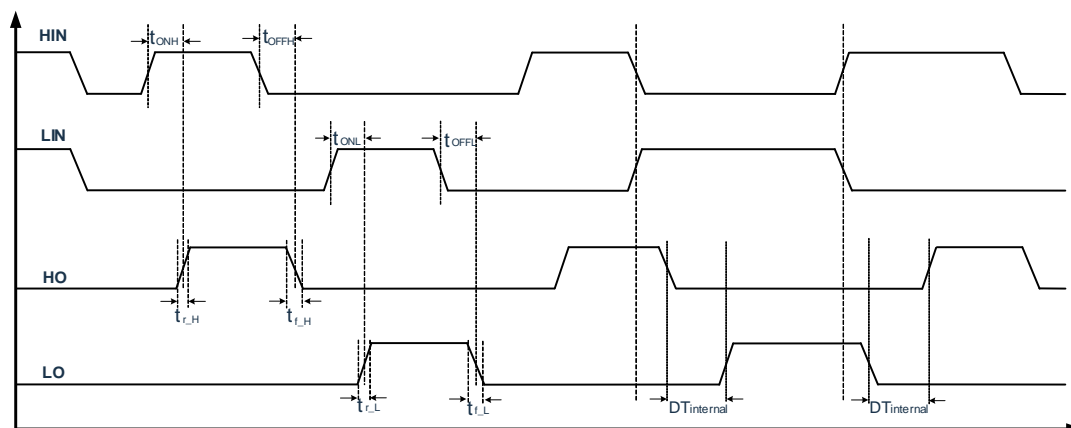 HIN
tONH
tOFFH
LIN
tONL
tOFFL
HO
tr_H
tf_H
LO
tr_L
tf_L
DTinternal
DTinternal